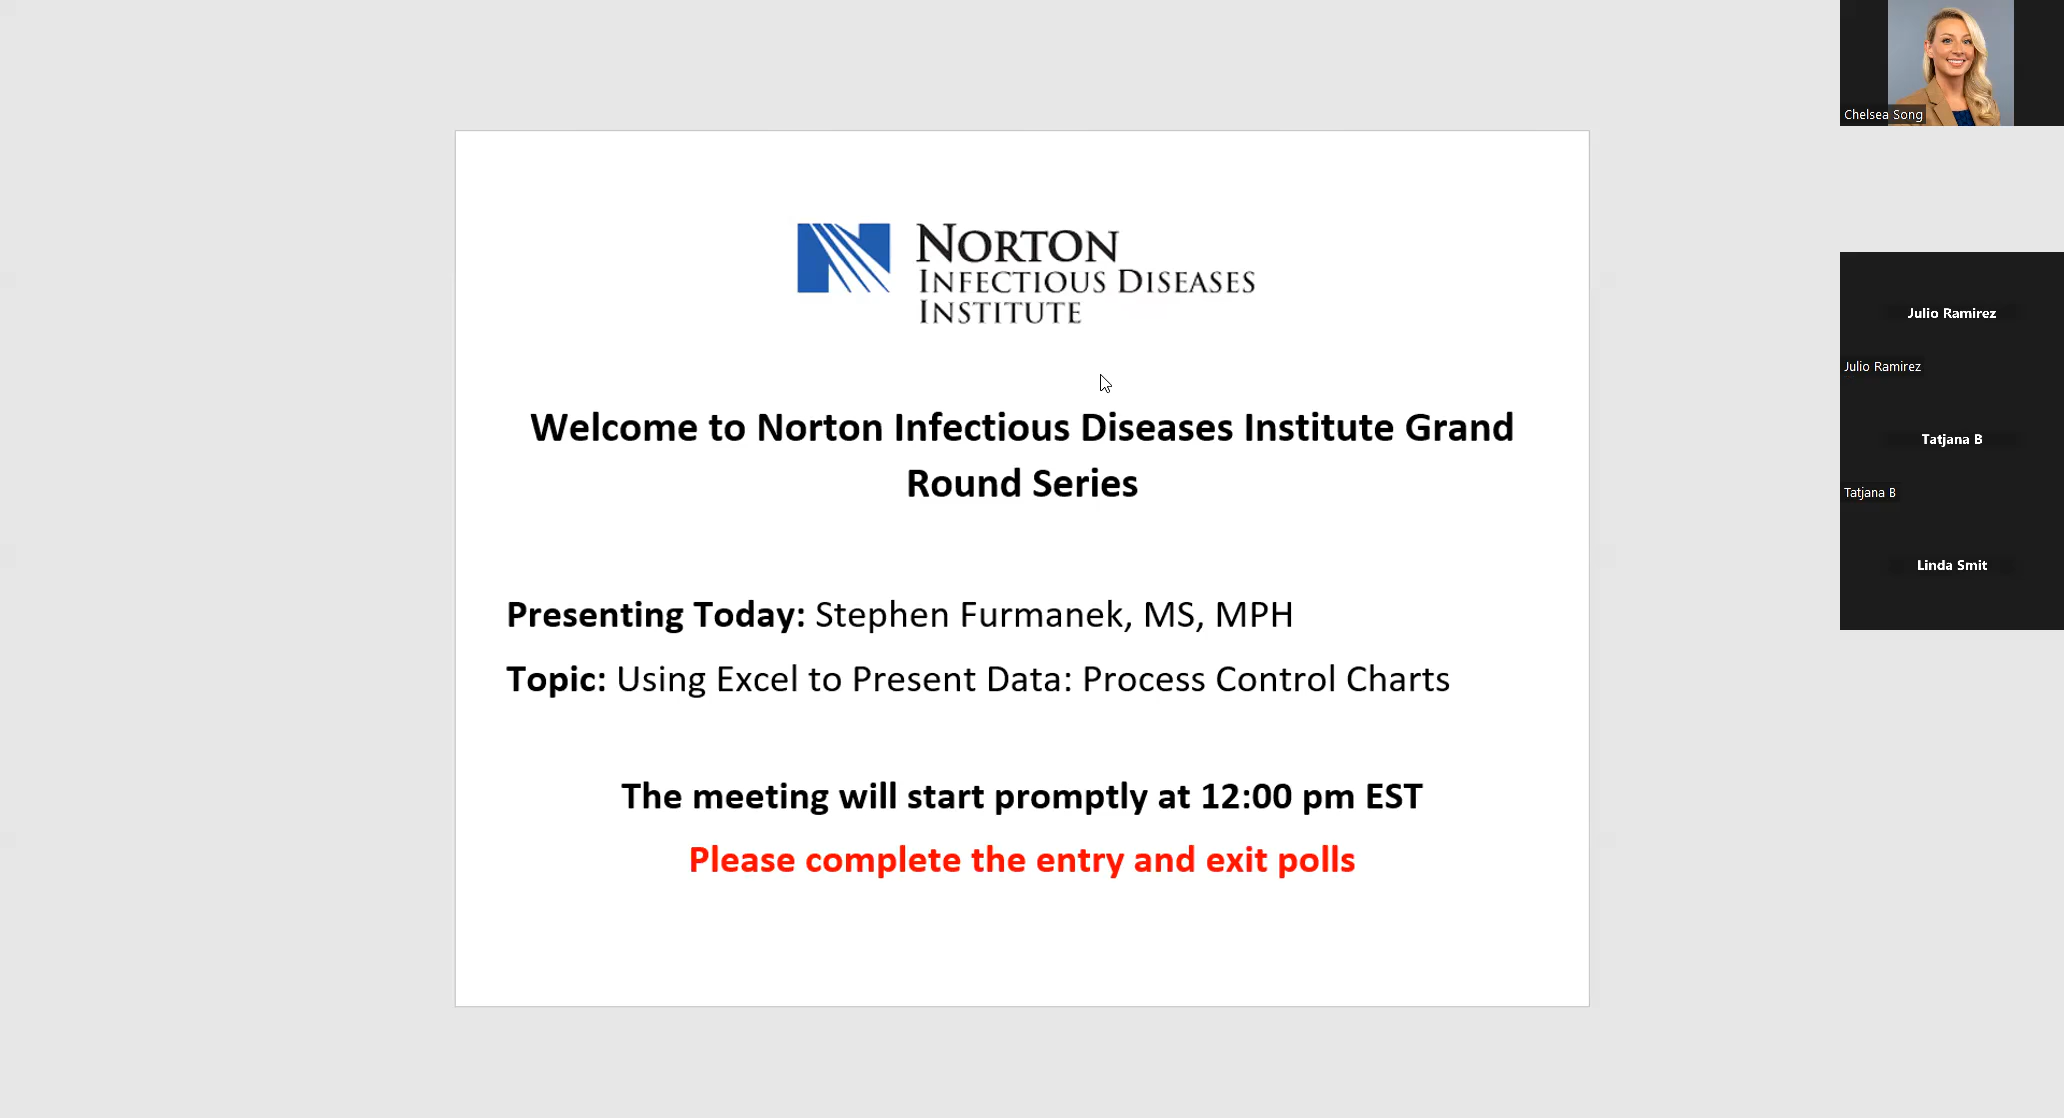 NORTON
INFECTIOUS DISEASES
INSTITUTE
Welcome to Norton Infectious Diseases Institute Grand
Round Series
Presenting Today: Stephen Furmanek, MS, MPH
Topic: Using Excel to Present Data: Process Control Charts
The meeting will start promptly at 12:00 pm EST
Please complete the entry and exit polls
Chelsea Song
Julio Ramirez
Julio Ramirez
Tatjana B
Tatjana B
Linda Smit